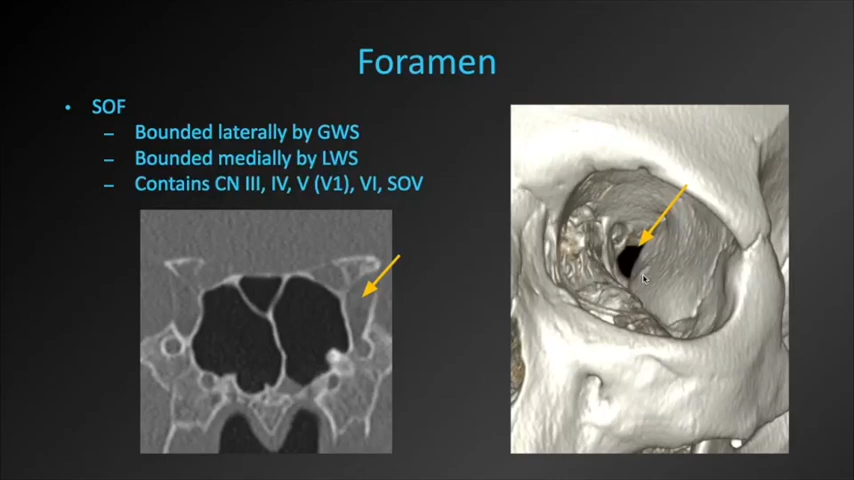 Foramen
• SOF
– Bounded laterally by GWS
– Bounded medially by LWS
– Contains CN III, IV, V (V1), VI, SOV